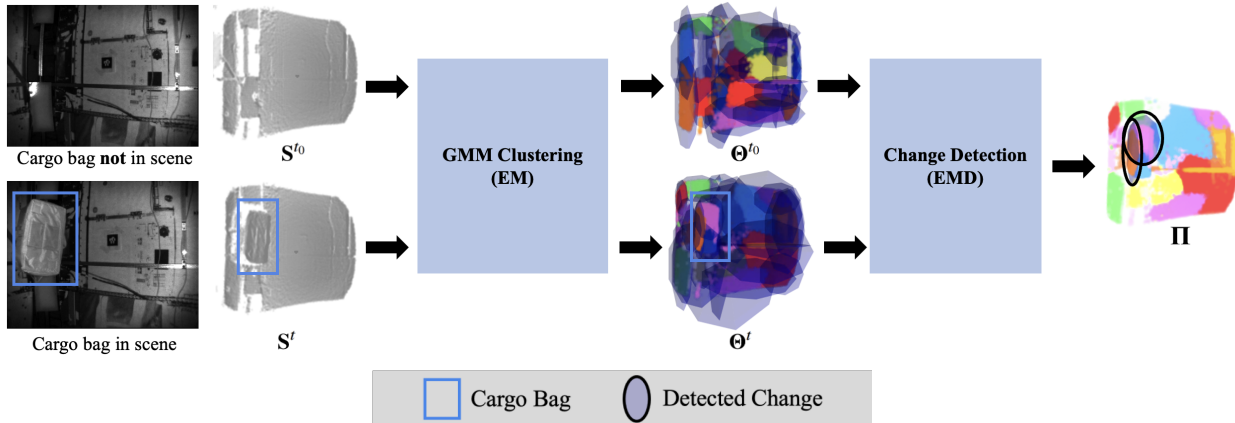 Cargo bag not in scene
S^{t_0}
GMM Clustering
(EM)
Θ^{t_0}
Change Detection
(EMD)
Π
Cargo bag in scene
S^t
Θ^t
Cargo Bag
Detected Change